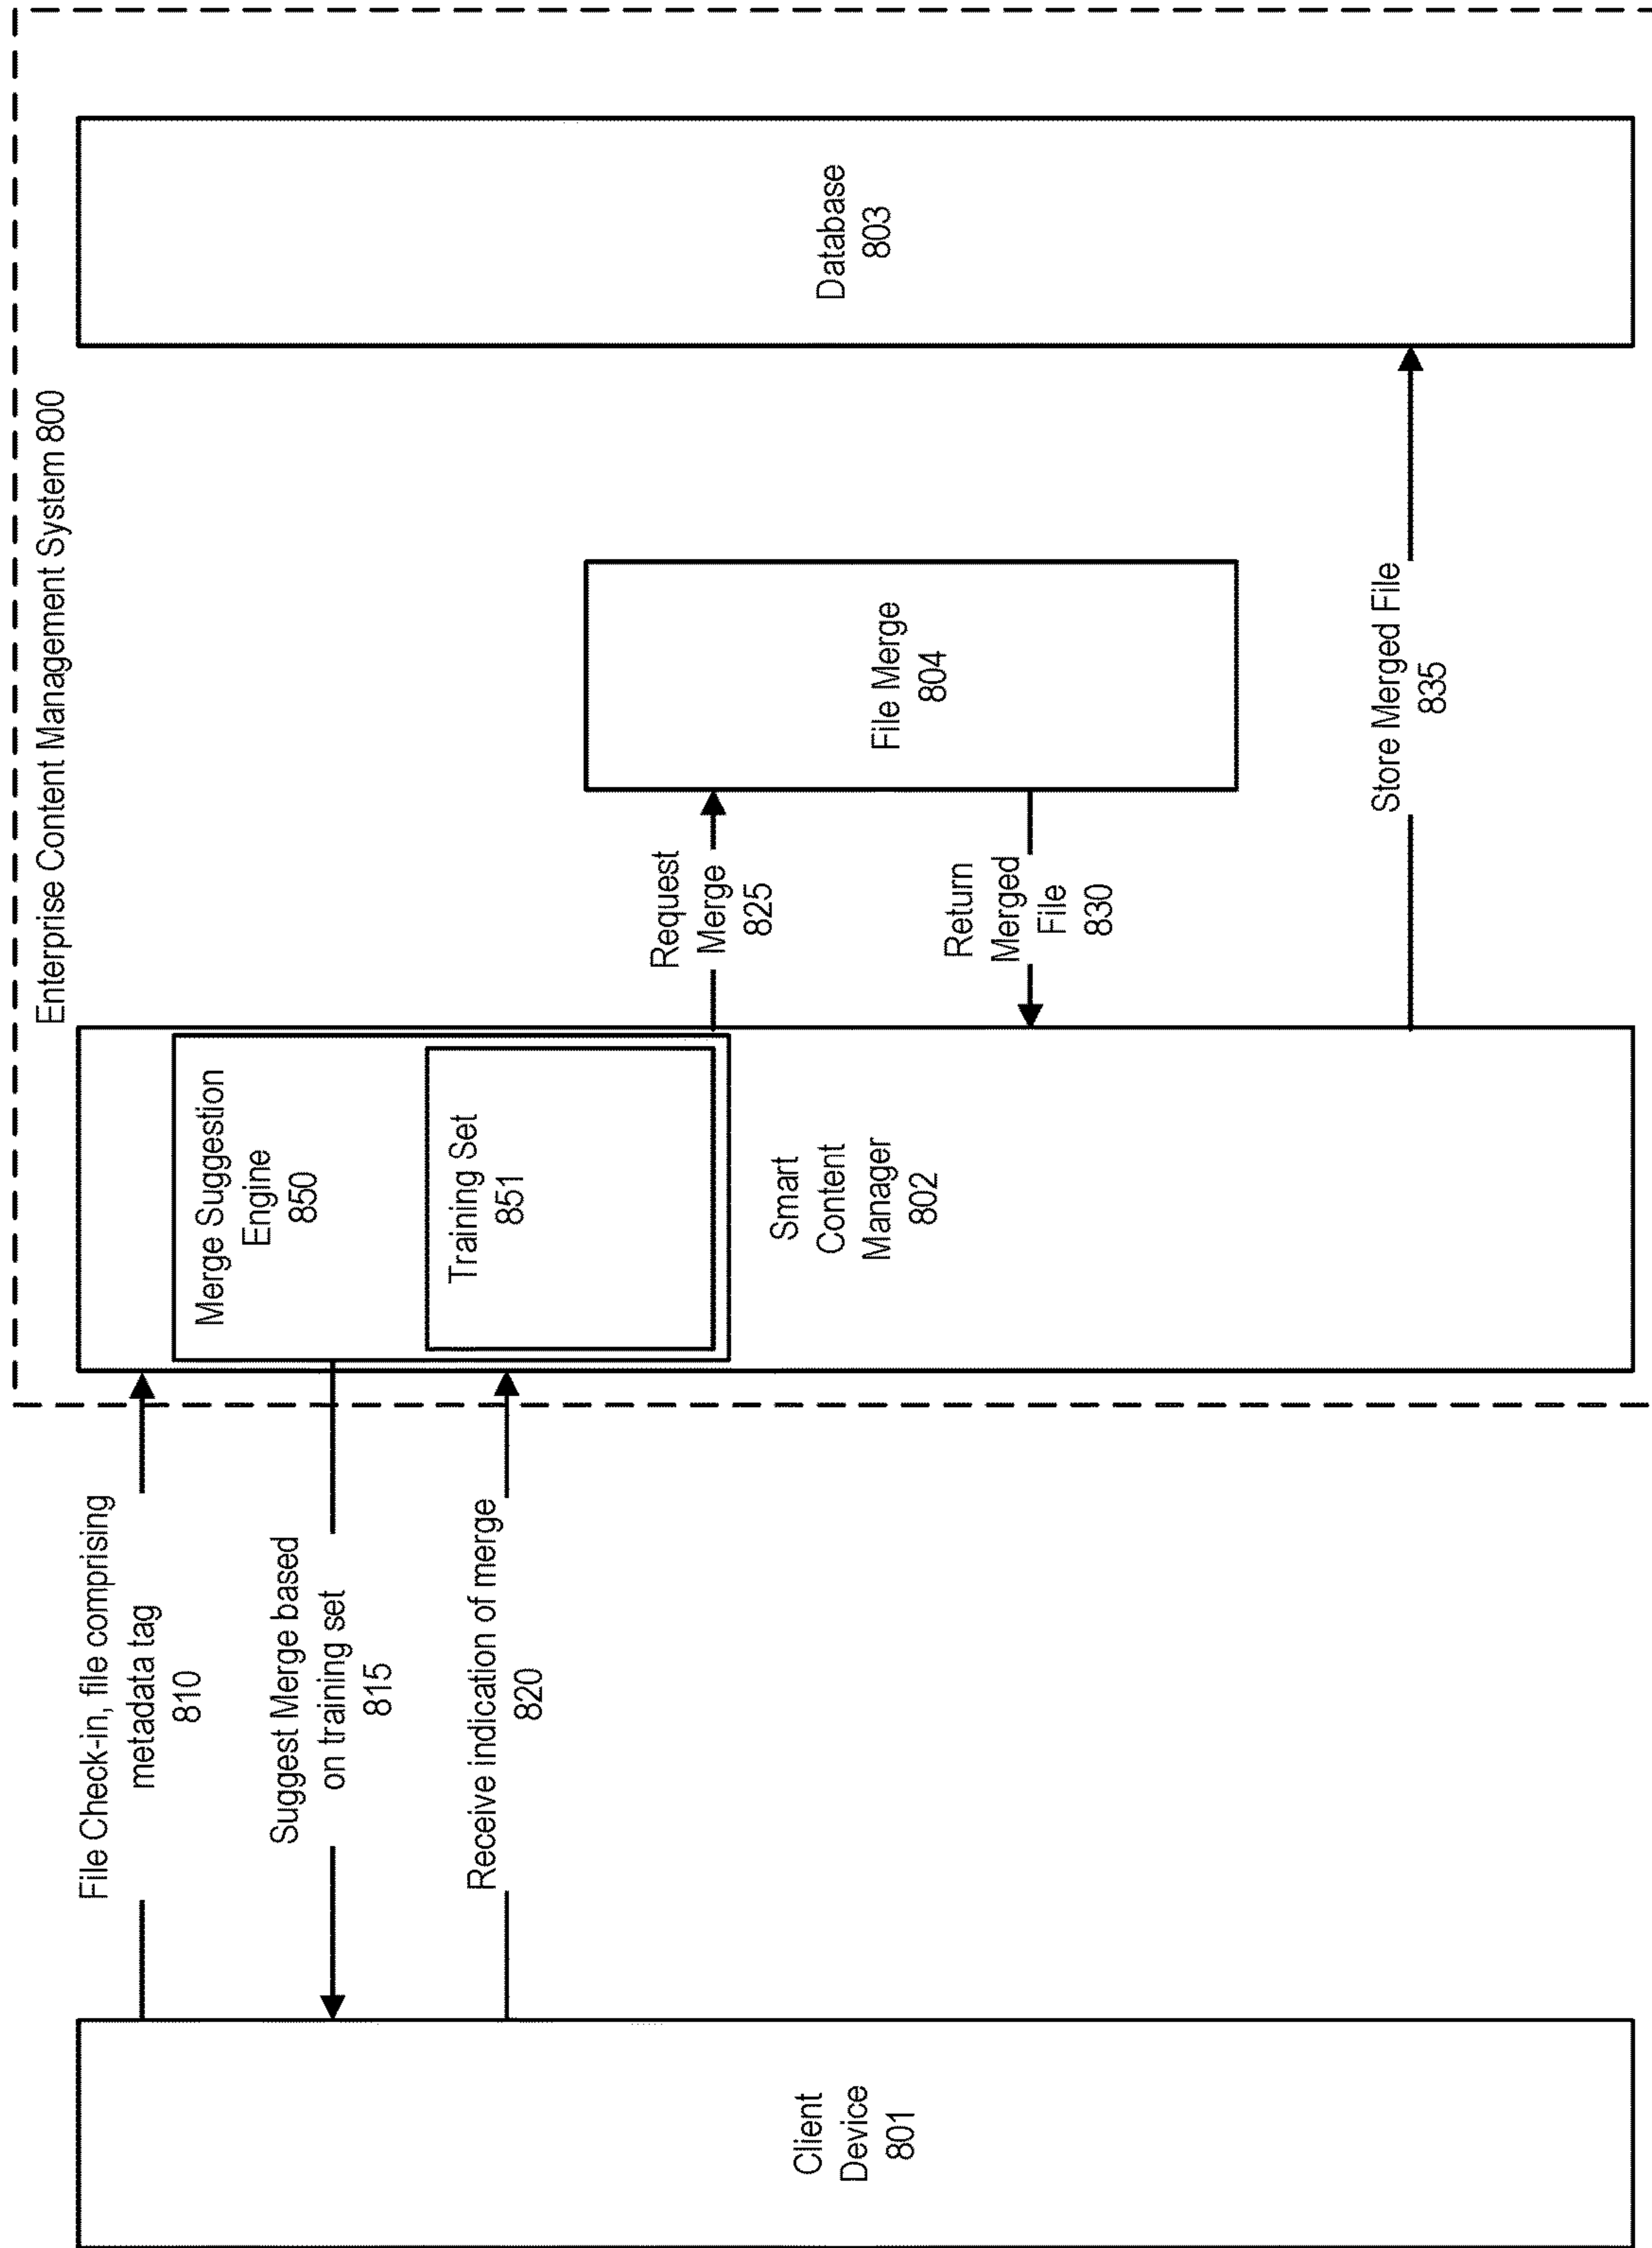 Enterprise Content Management System 800
File Check-in, file comprising
metadata tag
810
Suggest Merge based
on training set
815
Receive indication of merge
820
Client
Device
801
Merge Suggestion
Engine
850
Training Set
851
Smart
Content
Manager
802
Request
Merge
825
Return
Merged
File
830
File Merge
804
Store Merged File
835
Database
803